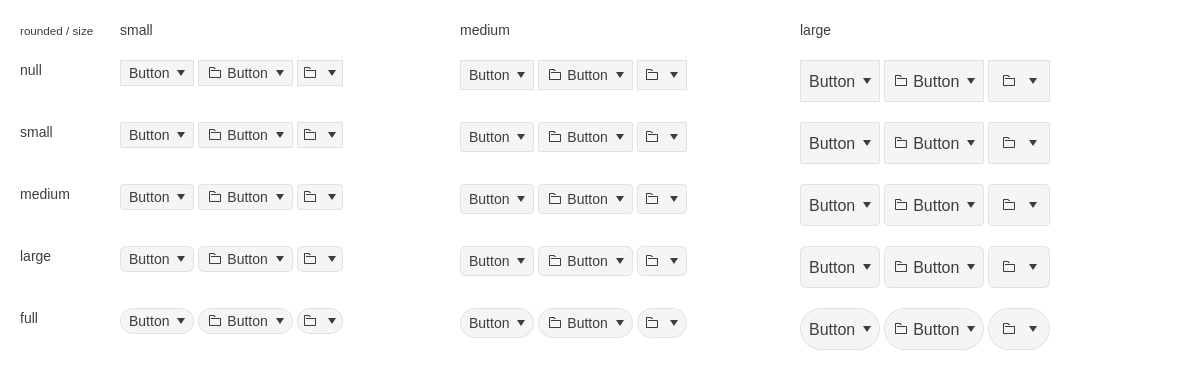 rounded / size small medium large
null Button Button Button Button Button Button
small Button Button Button Button Button Button
medium Button Button Button Button Button Button
large Button Button Button Button Button Button
full Button Button Button Button Button Button